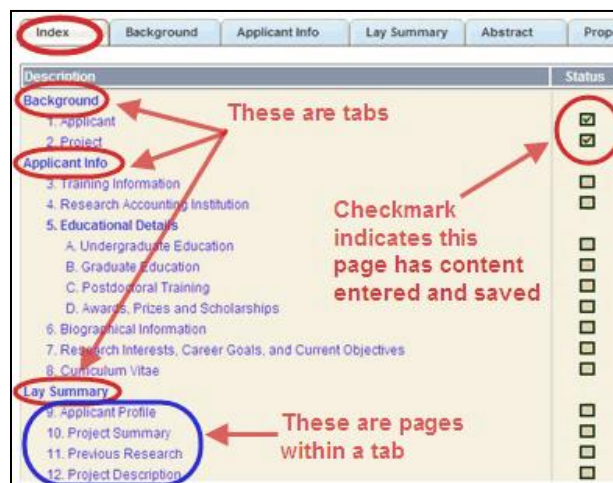 Index Background Applicant Info Lay Summary Abstract Prop
Description Status
Background
1. Applicant
2. Project
Applicant Info
3. Training Information
4. Research Accounting Institution
5. Educational Details
A. Undergraduate Education
B. Graduate Education
C. Postdoctoral Training
D. Awards, Prizes and Scholarships
6. Biographical Information
7. Research Interests, Career Goals, and Current Objectives
8. Curriculum Vitae
Lay Summary
9. Applicant Profile
10. Project Summary
11. Previous Research
12. Project Description
These are tabs
Checkmark
indicates this
page has content
entered and saved
These are pages
within a tab